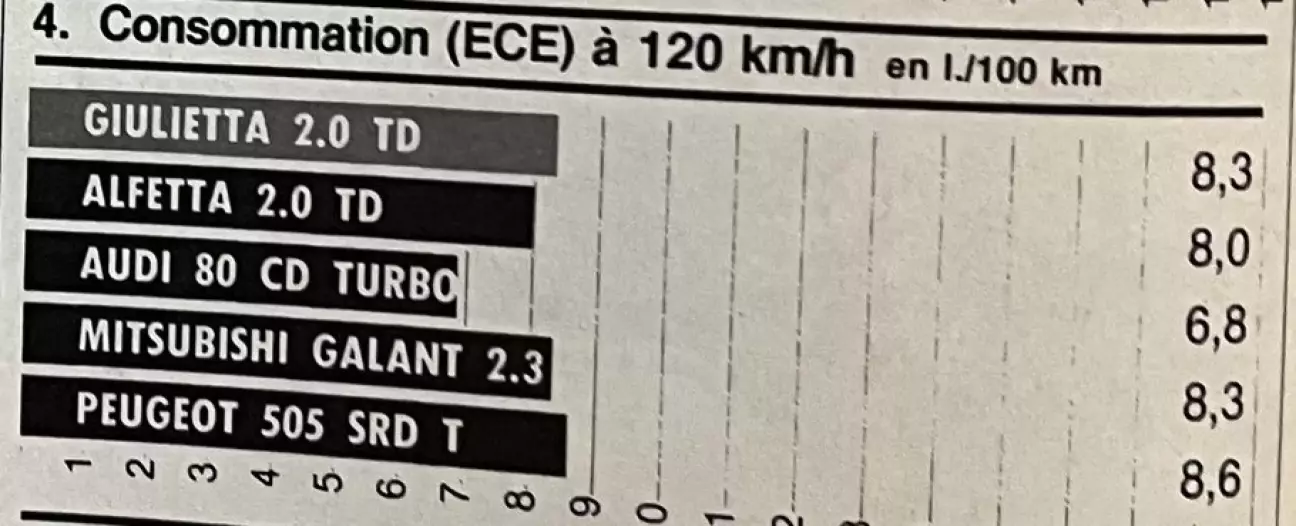 4. Consommation (ECE) à 120 km/h en l./100 km
GIULIETTA 2.0 TD 8,3
ALFETTA 2.0 TD 8,0
AUDI 80 CD TURBO 6,8
MITSUBISHI GALANT 2.3 8,3
PEUGEOT 505 SRD T 8,6
1 2 3 4 5 6 7 8 9